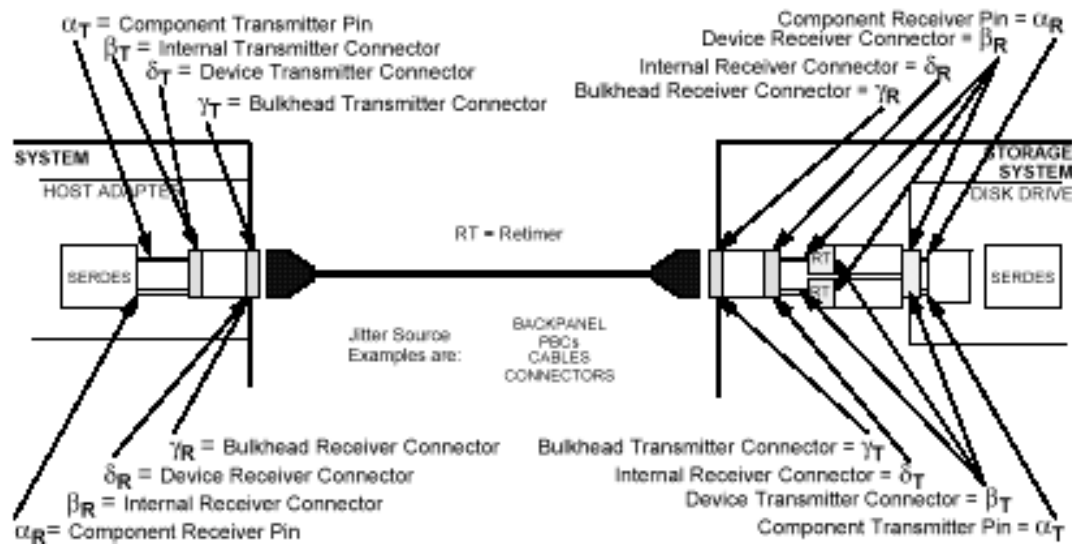 αT = Component Transmitter Pin
βT = Internal Transmitter Connector
δT = Device Transmitter Connector
γT = Bulkhead Transmitter Connector
Component Receiver Pin = αR
Device Receiver Connector = βR
Internal Receiver Connector = δR
Bulkhead Receiver Connector = γR
SYSTEM
HOST ADAPTER
STORAGE
SYSTEM
DISK DRIVE
RT = Retimer
SERDES
RT
RT
SERDES
Jitter Source
Examples are:
BACKPANEL
PBCs
CABLES
CONNECTORS
γR = Bulkhead Receiver Connector
δR = Device Receiver Connector
βR = Internal Receiver Connector
αR = Component Receiver Pin
Bulkhead Transmitter Connector = γT
Internal Receiver Connector = δT
Device Transmitter Connector = βT
Component Transmitter Pin = αT